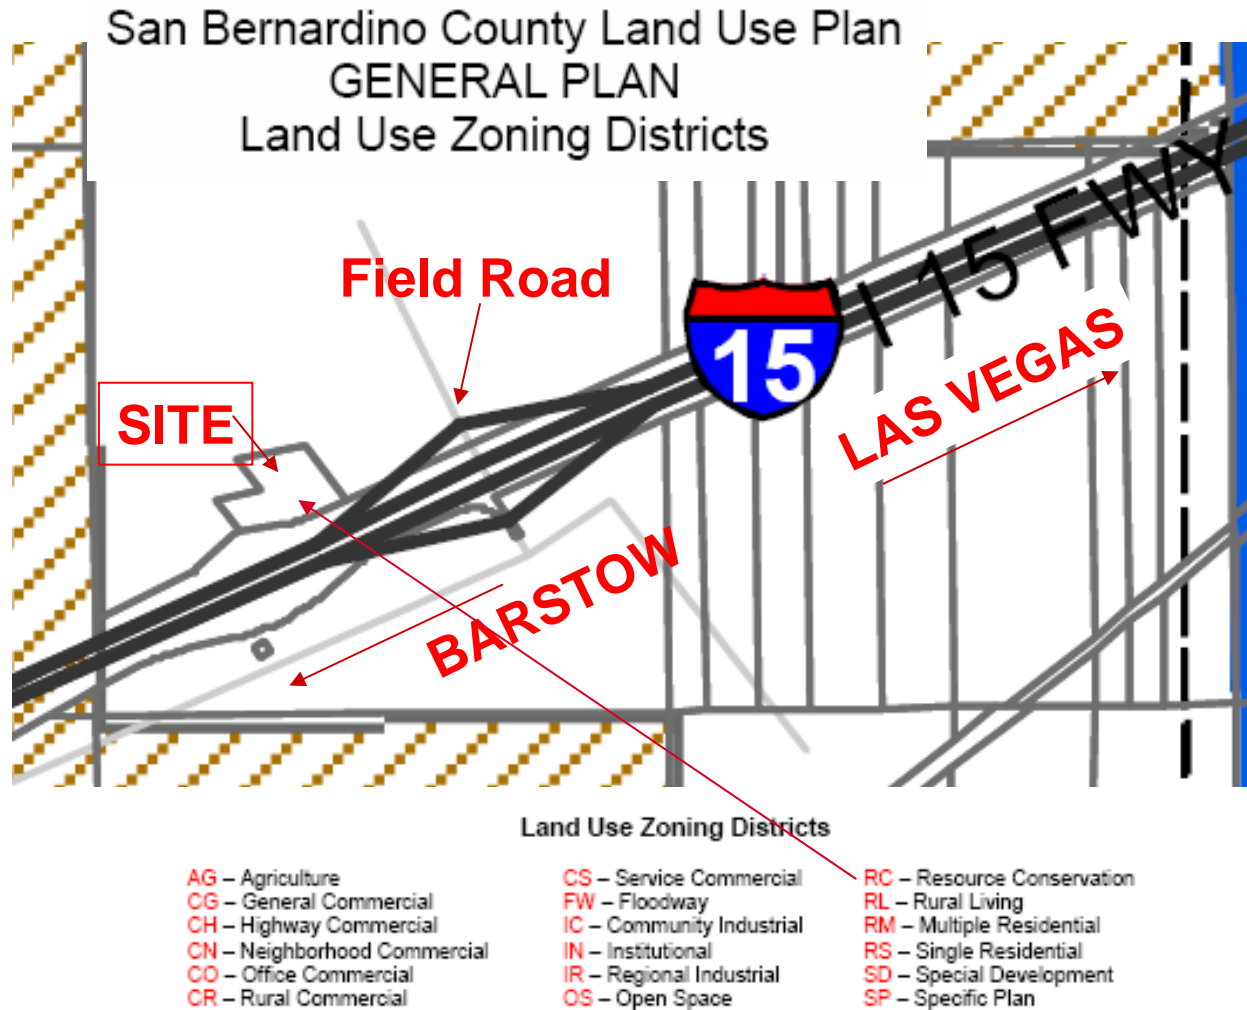 San Bernardino County Land Use Plan
GENERAL PLAN
Land Use Zoning Districts
I 15 FWY
Field Road
15
LAS VEGAS
SITE
BARSTOW
Land Use Zoning Districts
AG – Agriculture
CG – General Commercial
CH – Highway Commercial
CN – Neighborhood Commercial
CO – Office Commercial
CR – Rural Commercial
CS – Service Commercial
FW – Floodway
IC – Community Industrial
IN – Institutional
IR – Regional Industrial
OS – Open Space
RC – Resource Conservation
RL – Rural Living
RM – Multiple Residential
RS – Single Residential
SD – Special Development
SP – Specific Plan